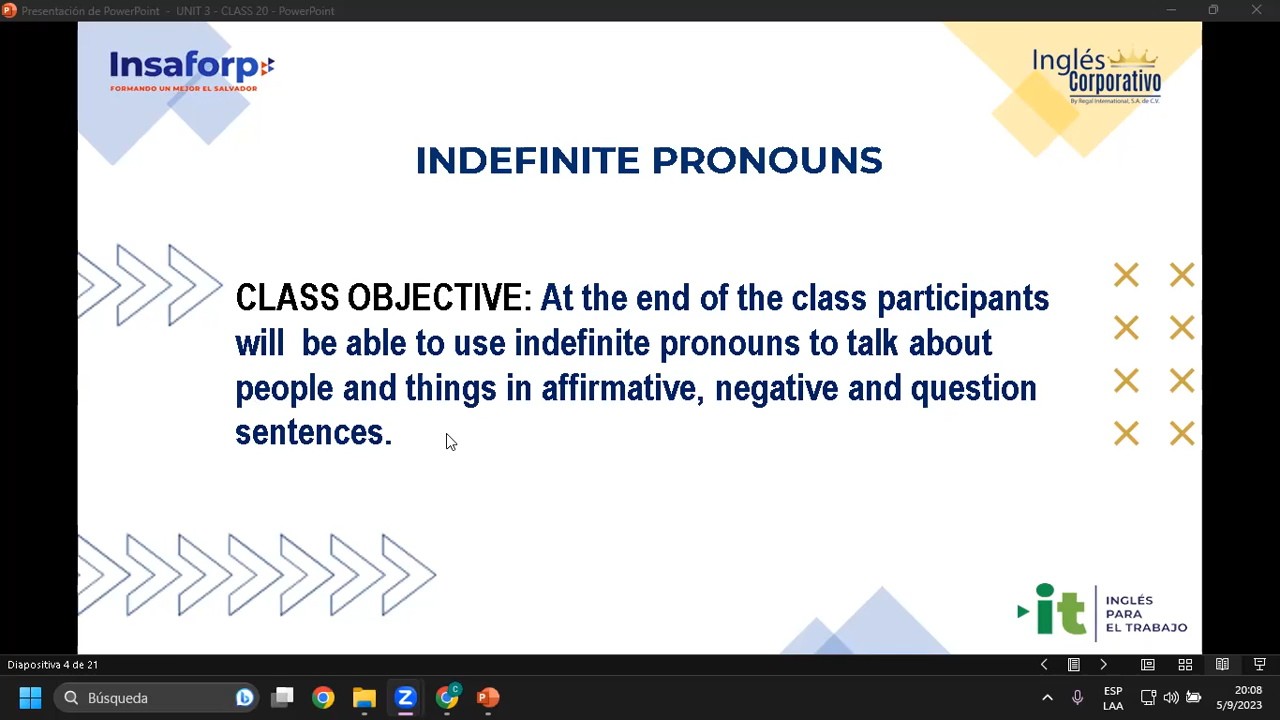 Presentación de PowerPoint - UNIT 3 - CLASS 20 - PowerPoint
Insaforp
FORMANDO UN MEJOR EL SALVADOR
Inglés
Corporativo
By Regal International, S.A. de C.V.
INDEFINITE PRONOUNS
CLASS OBJECTIVE: At the end of the class participants
will be able to use indefinite pronouns to talk about
people and things in affirmative, negative and question
sentences.
it
INGLÉS
PARA
EL TRABAJO
Diapositiva 4 de 21
Búsqueda
ESP
LAA
20:08
5/9/2023